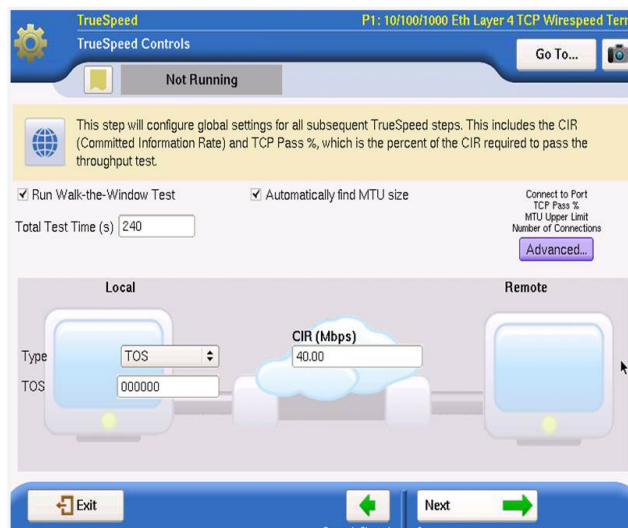 TrueSpeed
P1: 10/100/1000 Eth Layer 4 TCP Wirespeed Term
TrueSpeed Controls
Go To...
Not Running
This step will configure global settings for all subsequent TrueSpeed steps. This includes the CIR
(Committed Information Rate) and TCP Pass %, which is the percent of the CIR required to pass the
throughput test.
Run Walk-the-Window Test
Automatically find MTU size
Total Test Time (s) 240
Connect to Port
TCP Pass %
MTU Upper Limit
Number of Connections
Advanced...
Local
Remote
CIR (Mbps)
Type TOS
40.00
TOS 000000
Exit
Next